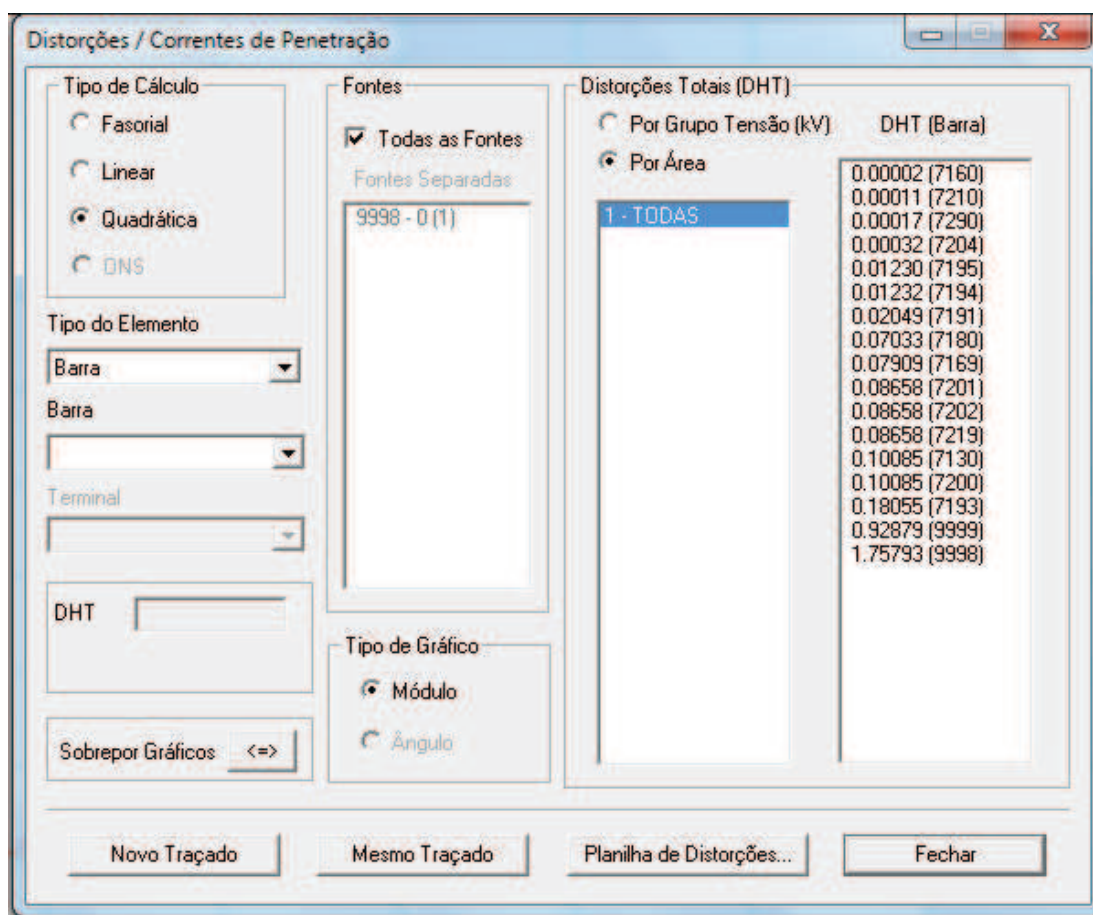 Distorções / Correntes de Penetração
Tipo de Cálculo
Fasorial
Linear
Quadrática
DNS
Tipo do Elemento
Barra
Barra
Terminal
DHT
Sobrepor Gráficos <=>
Fontes
Todas as Fontes
Fontes Separadas
9998 - 0 (1)
Tipo de Gráfico
Módulo
Ângulo
Distorções Totais (DHT)
Por Grupo Tensão (kV)
Por Área
1 - TODAS
DHT (Barra)
0.00002 (7160)
0.00011 (7210)
0.00017 (7290)
0.00032 (7204)
0.01230 (7195)
0.01232 (7194)
0.02049 (7191)
0.07033 (7180)
0.07909 (7169)
0.08658 (7201)
0.08658 (7202)
0.08658 (7219)
0.10085 (7130)
0.10085 (7200)
0.18055 (7193)
0.92879 (9999)
1.75793 (9998)
Novo Traçado
Mesmo Traçado
Planilha de Distorções...
Fechar